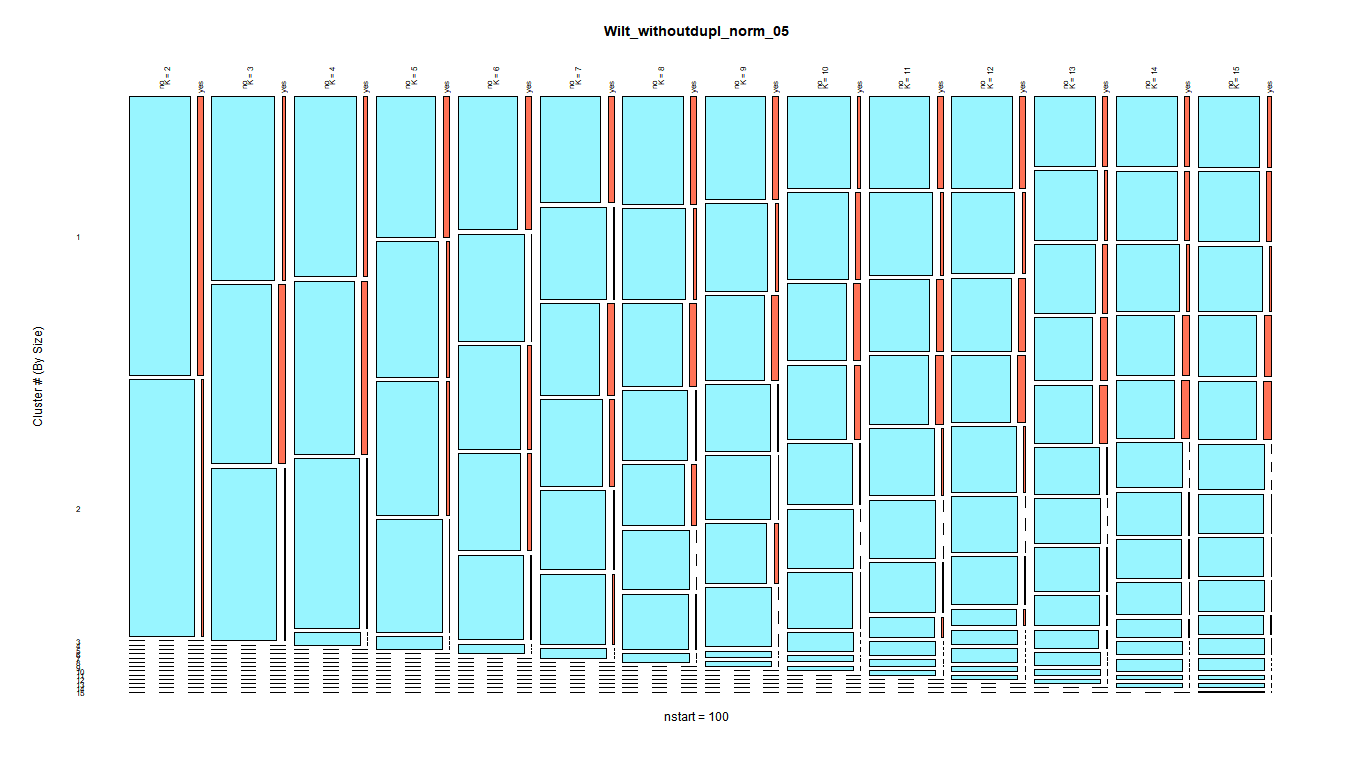 Wilt_withoutdupl_norm_05
no K = 2 yes
no K = 3 yes
no K = 4 yes
no K = 5 yes
no K = 6 yes
no K = 7 yes
no K = 8 yes
no K = 9 yes
no K = 10 yes
no K = 11 yes
no K = 12 yes
no K = 13 yes
no K = 14 yes
no K = 15 yes
Cluster # (By Size)
1
2
3
10
15
nstart = 100